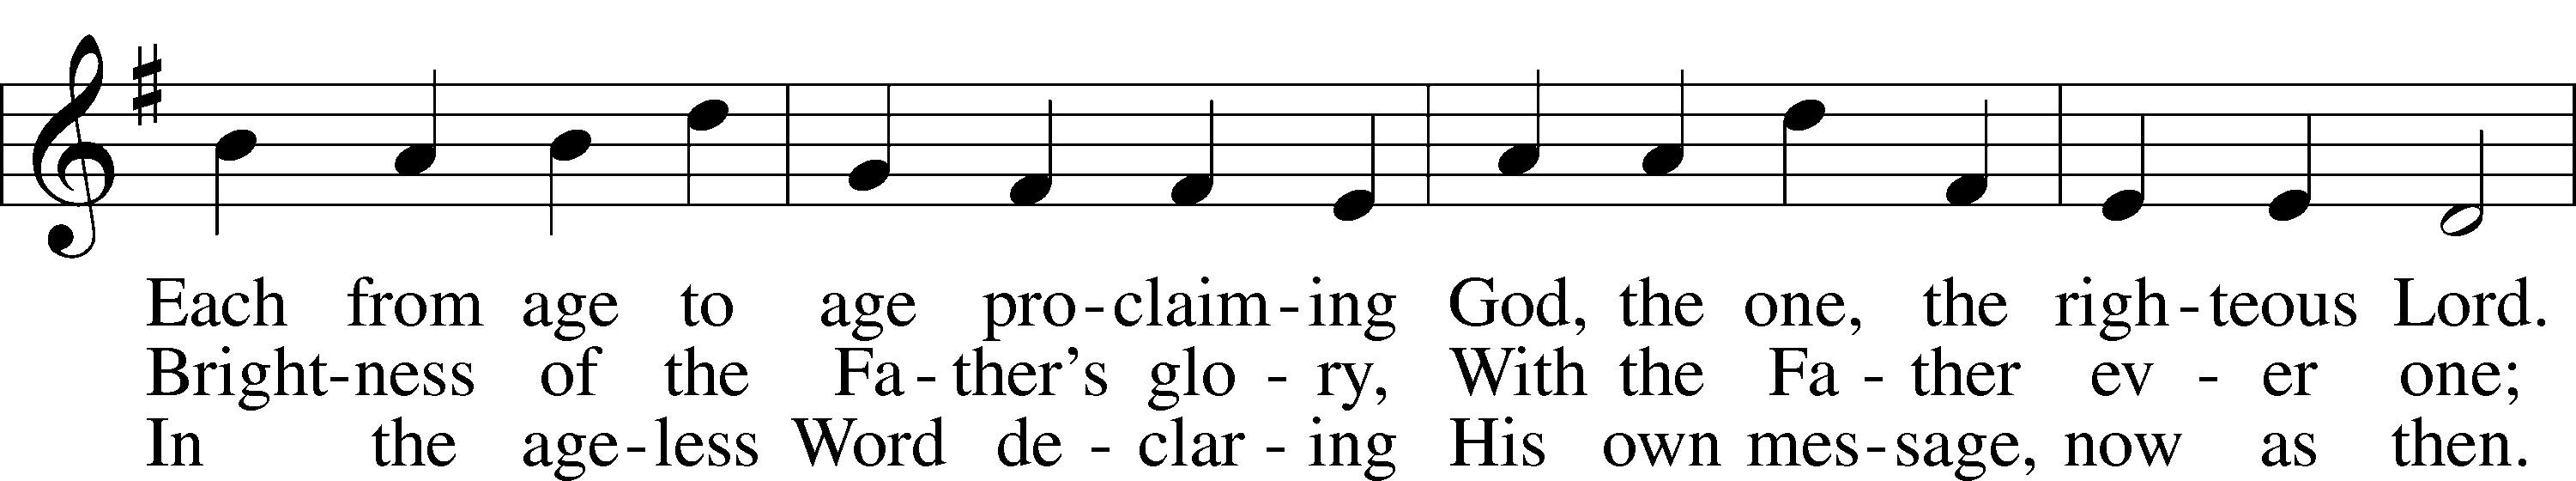 Each from age to age pro-claim-ing God, the one, the righ-teous Lord.
Bright-ness of the Fa-ther's glo-ry, With the Fa-ther ev-er one;
In the age-less Word de-clar-ing His own mes-sage, now as then.